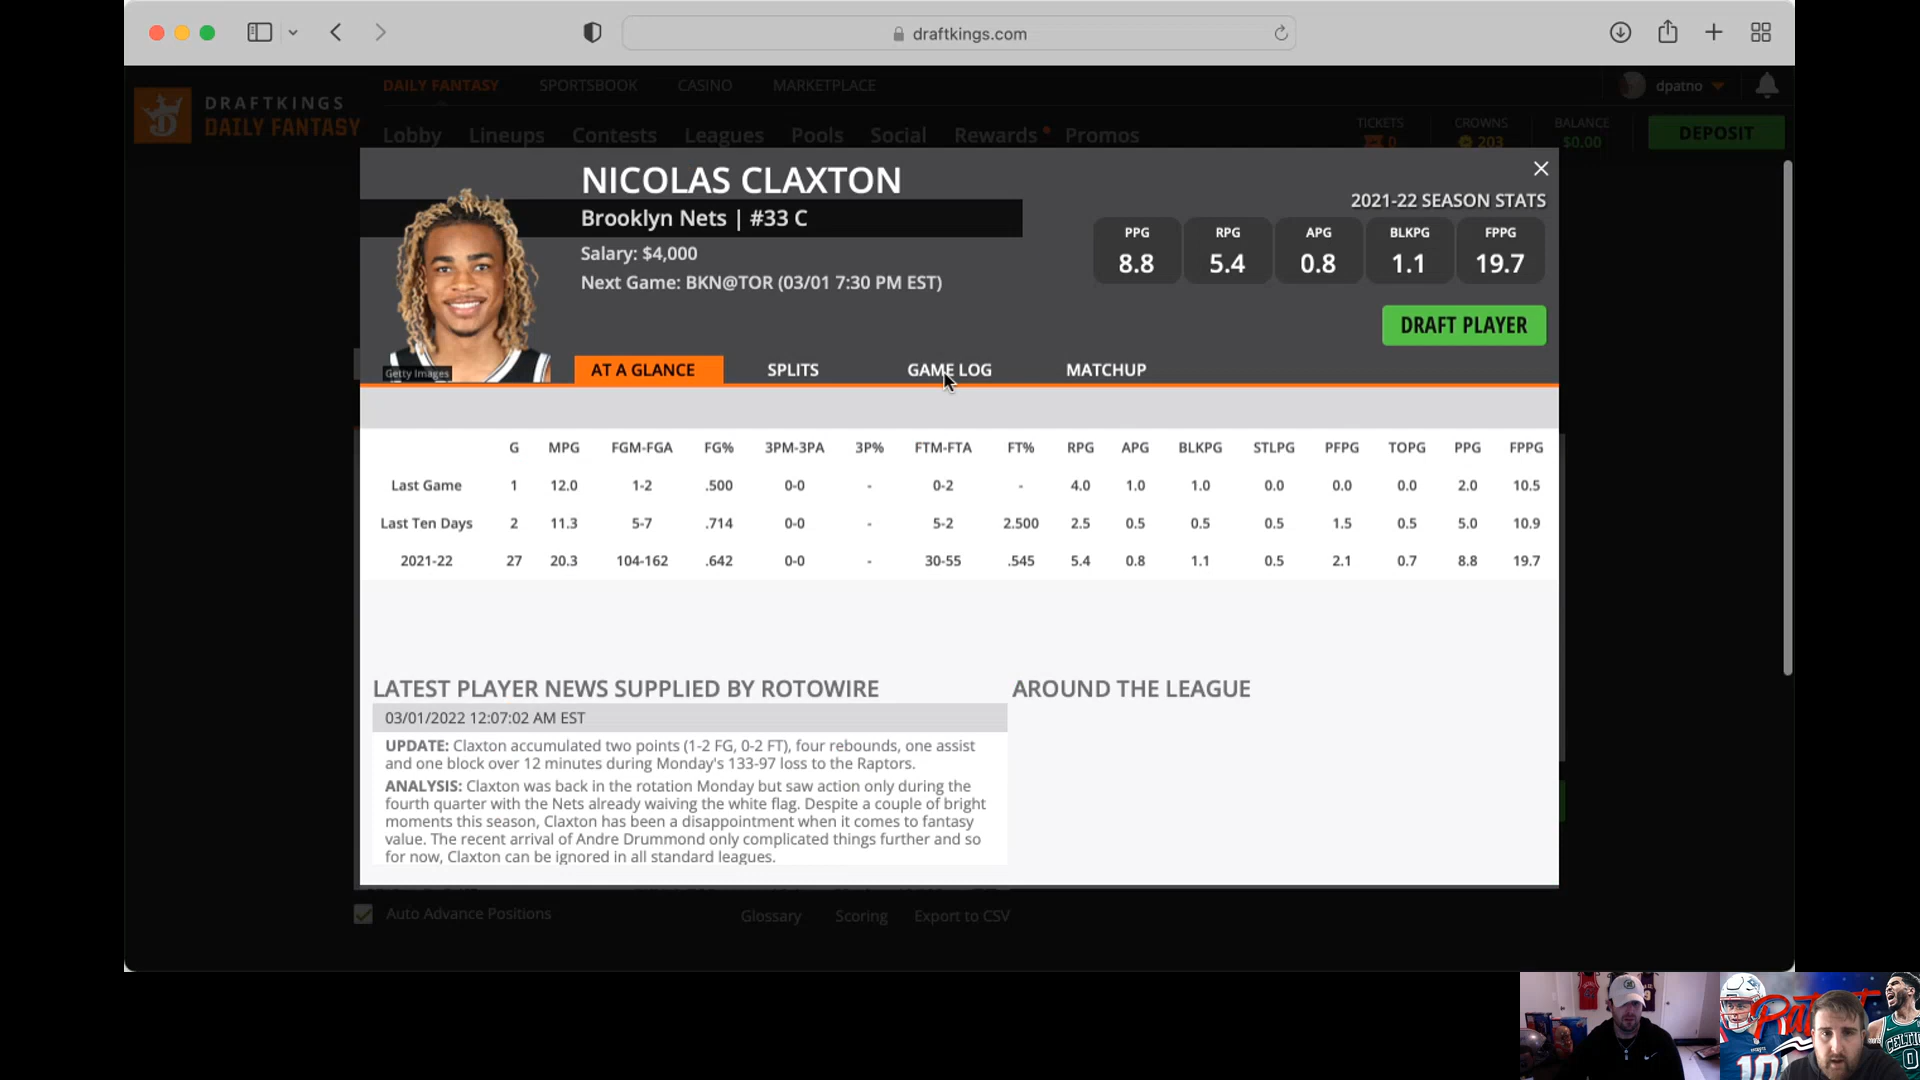 draftkings.com
DRAFTKINGS
DAILY FANTASY
DAILY FANTASY SPORTSBOOK CASINO MARKETPLACE
dpatno
Lobby Lineups Contests Leagues Pools Social Rewards Promos
TICKETS CROWNS BALANCE
0 203 $0.00
DEPOSIT
NICOLAS CLAXTON
Brooklyn Nets | #33 C
Salary: $4,000
Next Game: BKN@TOR (03/01 7:30 PM EST)
2021-22 SEASON STATS
PPG RPG APG BLKPG FPPG
8.8 5.4 0.8 1.1 19.7
DRAFT PLAYER
Getty Images
AT A GLANCE SPLITS GAME LOG MATCHUP
G MPG FGM-FGA FG% 3PM-3PA 3P% FTM-FTA FT% RPG APG BLKPG STLPG PFPG TOPG PPG FPPG
Last Game 1 12.0 1-2 .500 0-0 - 0-2 - 4.0 1.0 1.0 0.0 0.0 0.0 2.0 10.5
Last Ten Days 2 11.3 5-7 .714 0-0 - 5-2 2.500 2.5 0.5 0.5 0.5 1.5 0.5 5.0 10.9
2021-22 27 20.3 104-162 .642 0-0 - 30-55 .545 5.4 0.8 1.1 0.5 2.1 0.7 8.8 19.7
LATEST PLAYER NEWS SUPPLIED BY ROTOWIRE
03/01/2022 12:07:02 AM EST
UPDATE: Claxton accumulated two points (1-2 FG, 0-2 FT), four rebounds, one assist
and one block over 12 minutes during Monday's 133-97 loss to the Raptors.
ANALYSIS: Claxton was back in the rotation Monday but saw action only during the
fourth quarter with the Nets already waiving the white flag. Despite a couple of bright
moments this season, Claxton has been a disappointment when it comes to fantasy
value. The recent arrival of Andre Drummond only complicated things further and so
for now, Claxton can be ignored in all standard leagues.
AROUND THE LEAGUE
Auto Advance Positions
Glossary Scoring Export to CSV
CELTIC
10
0